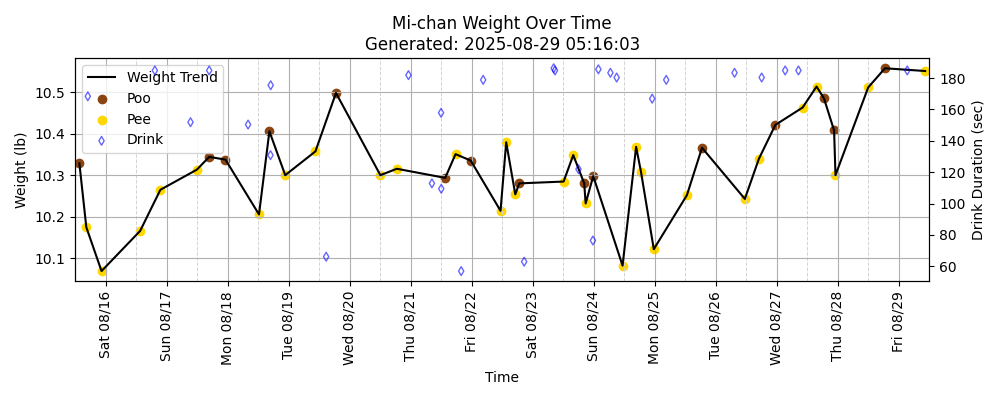 Mi-chan Weight Over Time
Generated: 2025-08-29 05:16:03
Weight Trend
Poo
Pee
Drink
Weight (lb)
10.5
10.4
10.3
10.2
10.1
Drink Duration (sec)
180
160
140
120
100
80
60
Sat 08/16
Sun 08/17
Mon 08/18
Tue 08/19
Wed 08/20
Thu 08/21
Fri 08/22
Sat 08/23
Sun 08/24
Mon 08/25
Tue 08/26
Wed 08/27
Thu 08/28
Fri 08/29
Time